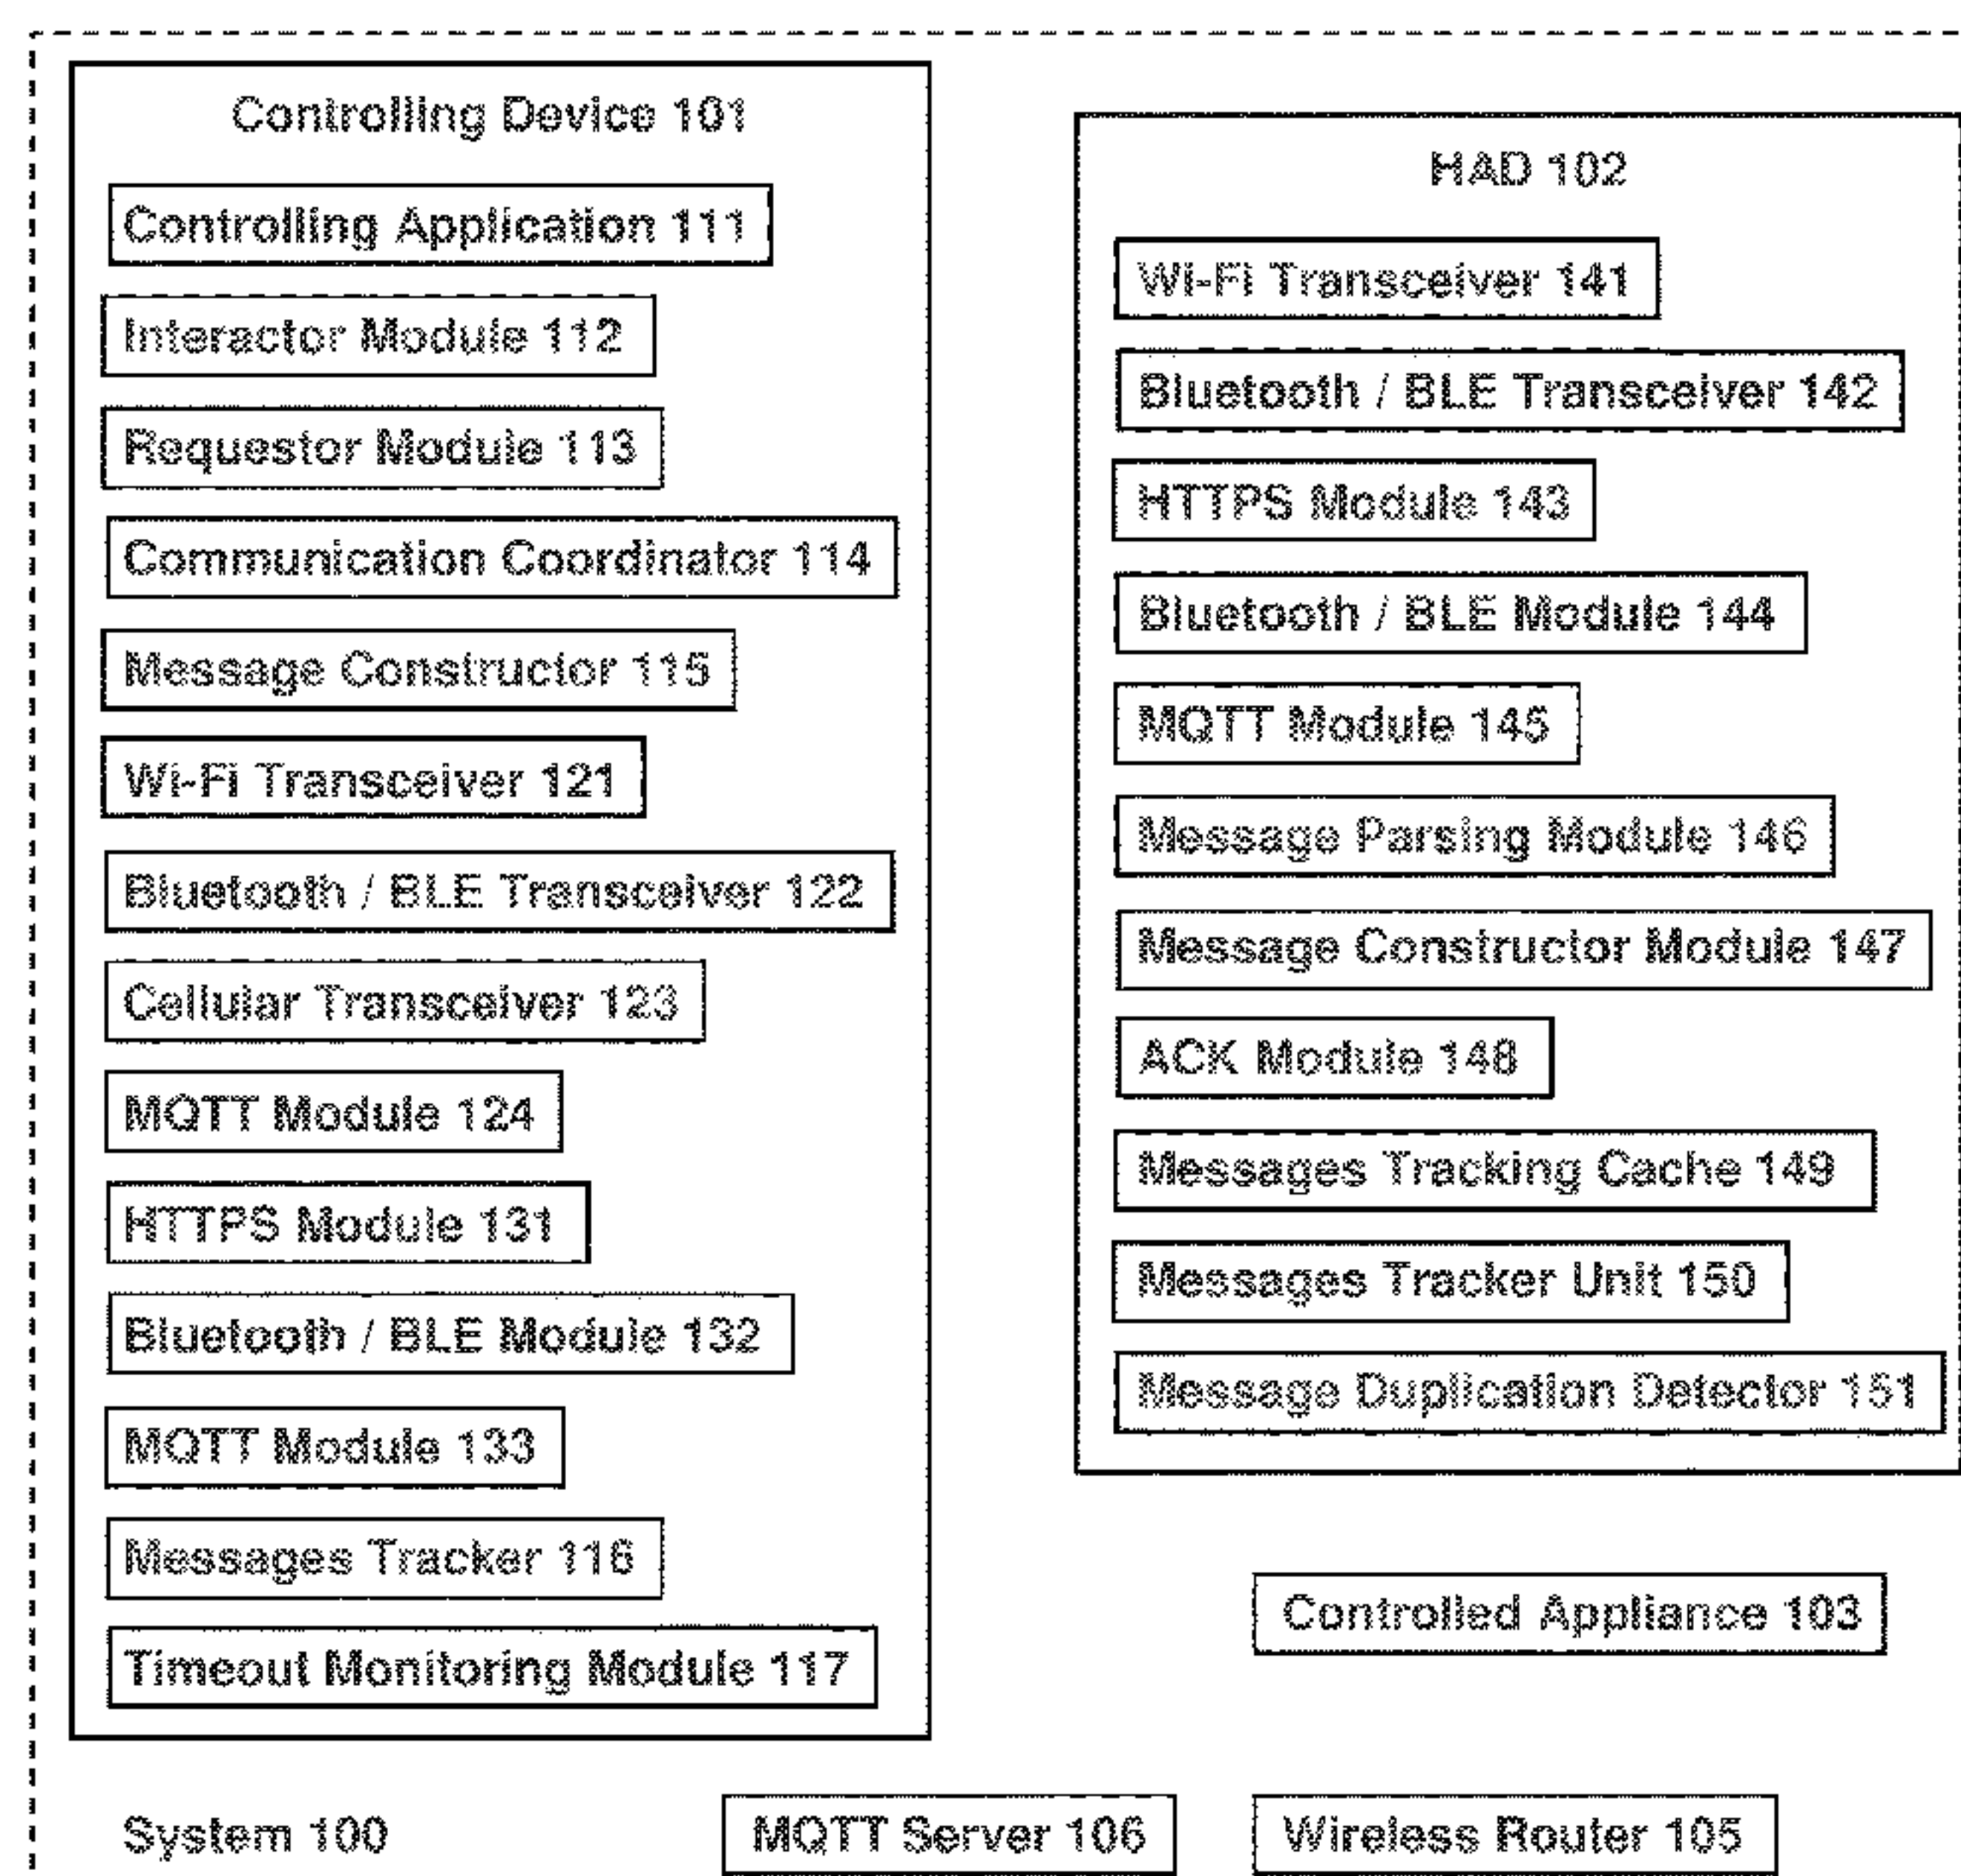 Controlling Device 101
Controlling Application 111
Interactor Module 112
Requestor Module 113
Communication Coordinator 114
Message Constructor 115
Wi-Fi Transceiver 121
Bluetooth / BLE Transceiver 122
Cellular Transceiver 123
MQTT Module 124
HTTPS Module 131
Bluetooth / BLE Module 132
MQTT Module 133
Messages Tracker 116
Timeout Monitoring Module 117
HAD 102
Wi-Fi Transceiver 141
Bluetooth / BLE Transceiver 142
HTTPS Module 143
Bluetooth / BLE Module 144
MQTT Module 145
Message Parsing Module 146
Message Constructor Module 147
ACK Module 148
Messages Tracking Cache 149
Messages Tracker Unit 150
Message Duplication Detector 151
Controlled Appliance 103
System 100
MQTT Server 106
Wireless Router 105